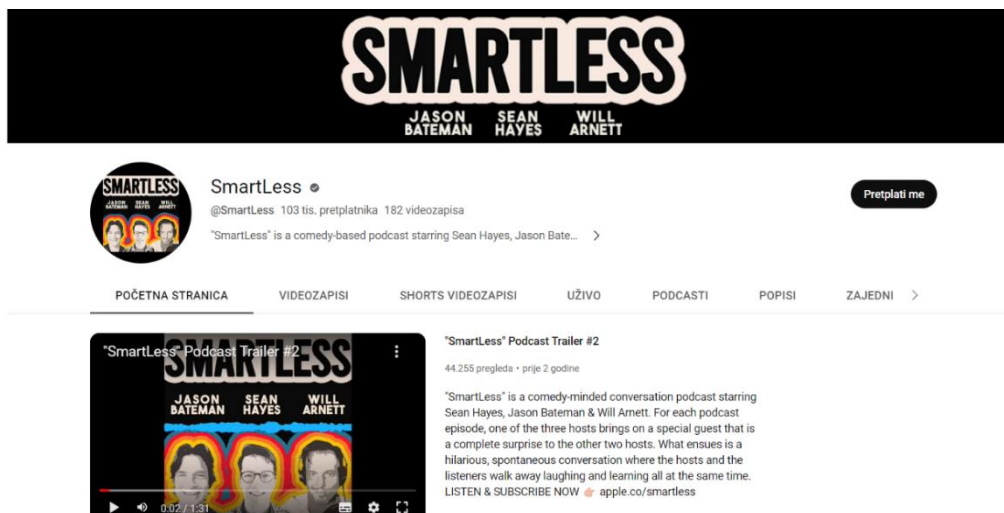 SMARTLESS
JASON BATEMAN SEAN HAYES WILL ARNETT
SMARTLESS
JASON BATEMAN SEAN HAYES WILL ARNETT
SmartLess
@SmartLess 103 tis. pretplatnika 182 videozapisa
"SmartLess" is a comedy-based podcast starring Sean Hayes, Jason Bate... >
Pretplati me
POČETNA STRANICA VIDEOZAPISI SHORTS VIDEOZAPISI UŽIVO PODCASTI POPISI ZAJEDNI >
"SmartLess" Podcast Trailer #2
SMARTLESS
JASON BATEMAN SEAN HAYES WILL ARNETT
0:02 / 1:31
"SmartLess" Podcast Trailer #2
44.255 pregleda • prije 2 godine
"SmartLess" is a comedy-minded conversation podcast starring
Sean Hayes, Jason Bateman & Will Arnett. For each podcast
episode, one of the three hosts brings on a special guest that is
a complete surprise to the other two hosts. What ensues is a
hilarious, spontaneous conversation where the hosts and the
listeners walk away laughing and learning all at the same time.
LISTEN & SUBSCRIBE NOW 👉🏻 apple.co/smartless